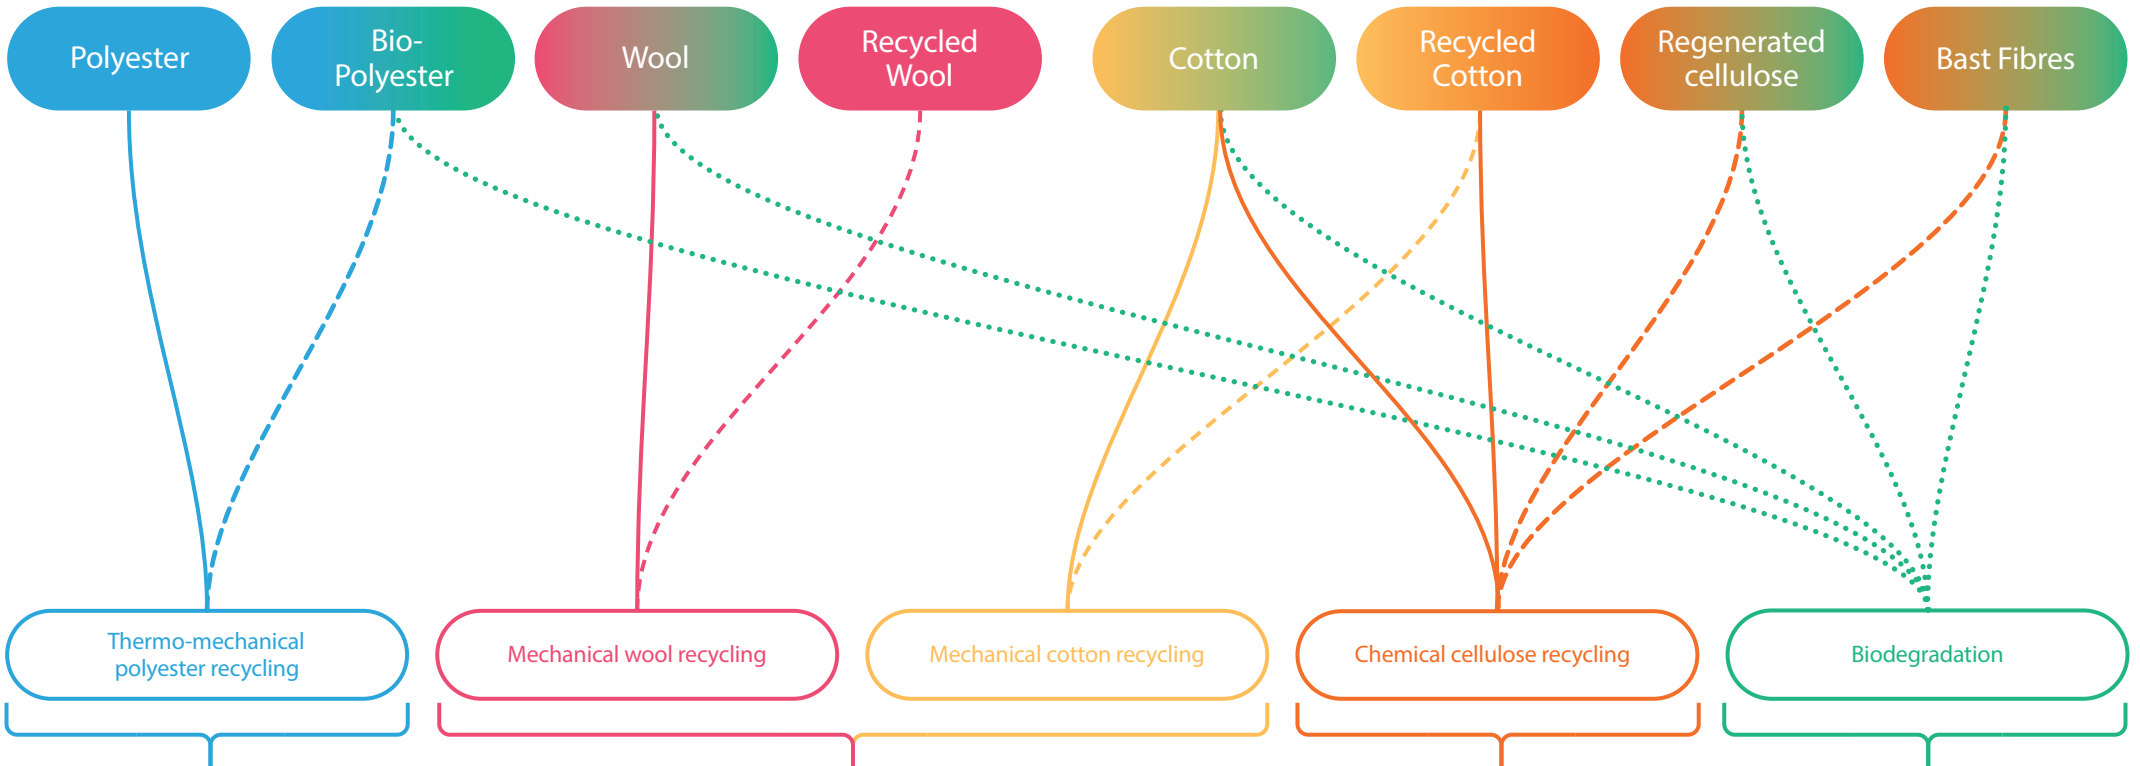 Polyester
Bio-
Polyester
Wool
Recycled
Wool
Cotton
Recycled
Cotton
Regenerated
cellulose
Bast Fibres
Thermo-mechanical
polyester recycling
Mechanical wool recycling
Mechanical cotton recycling
Chemical cellulose recycling
Biodegradation